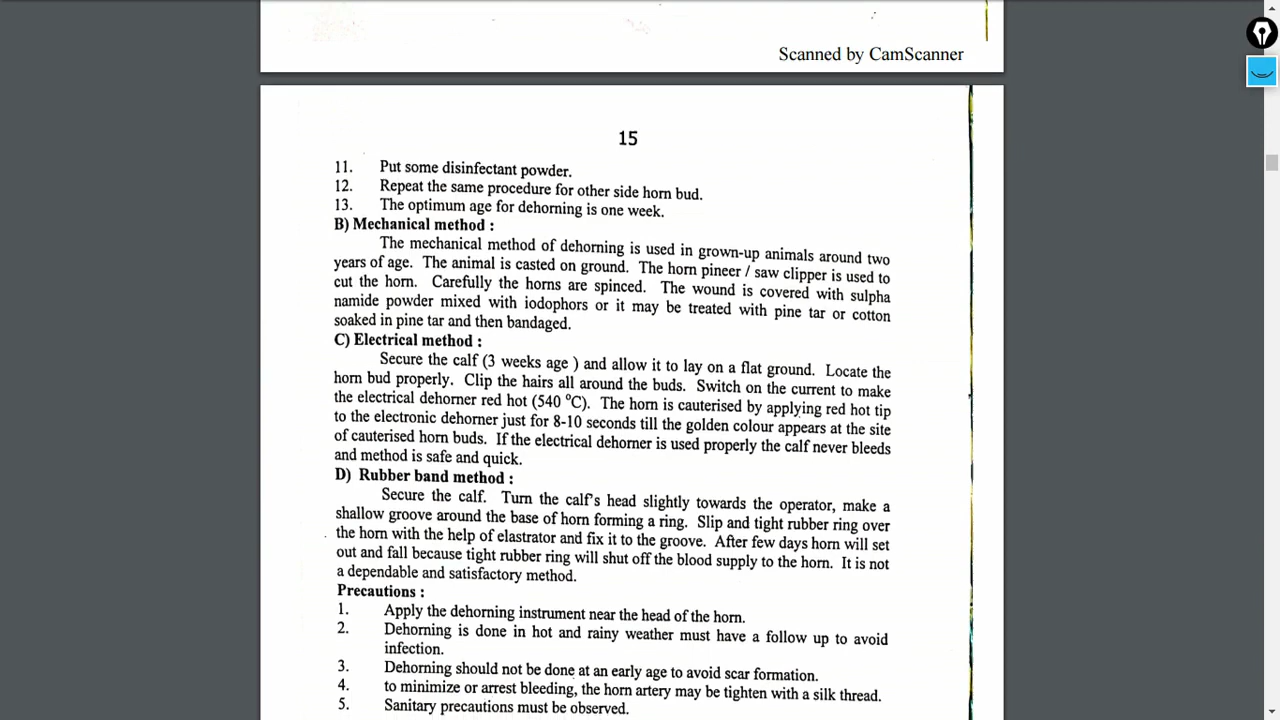 Scanned by CamScanner
15
11. Put some disinfectant powder.
12. Repeat the same procedure for other side horn bud.
13. The optimum age for dehorning is one week.
B) Mechanical method :
The mechanical method of dehorning is used in grown-up animals around two
years of age. The animal is casted on ground. The horn pineer / saw clipper is used to
cut the horn. Carefully the horns are spinced. The wound is covered with sulpha
namide powder mixed with iodophors or it may be treated with pine tar or cotton
soaked in pine tar and then bandaged.
C) Electrical method :
Secure the calf (3 weeks age ) and allow it to lay on a flat ground. Locate the
horn bud properly. Clip the hairs all around the buds. Switch on the current to make
the electrical dehorner red hot (540 °C). The horn is cauterised by applying red hot tip
to the electronic dehorner just for 8-10 seconds till the golden colour appears at the site
of cauterised horn buds. If the electrical dehorner is used properly the calf never bleeds
and method is safe and quick.
D) Rubber band method :
Secure the calf. Turn the calf's head slightly towards the operator, make a
shallow groove around the base of horn forming a ring. Slip and tight rubber ring over
the horn with the help of elastrator and fix it to the groove. After few days horn will set
out and fall because tight rubber ring will shut off the blood supply to the horn. It is not
a dependable and satisfactory method.
Precautions :
1. Apply the dehorning instrument near the head of the horn.
2. Dehorning is done in hot and rainy weather must have a follow up to avoid
infection.
3. Dehorning should not be done at an early age to avoid scar formation.
4. to minimize or arrest bleeding, the horn artery may be tighten with a silk thread.
5. Sanitary precautions must be observed.